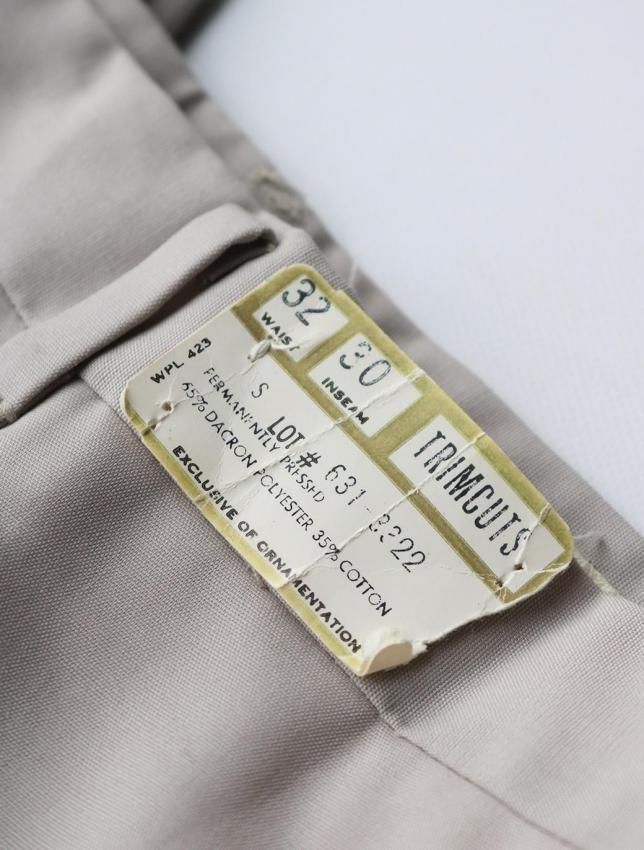 32
WAIST
30
INSEAM
TRIMCUTS
WPL 423
S
LOT # 631-8322
PERMANENTLY PRESSED
65% DACRON POLYESTER 35% COTTON
EXCLUSIVE OF ORNAMENTATION